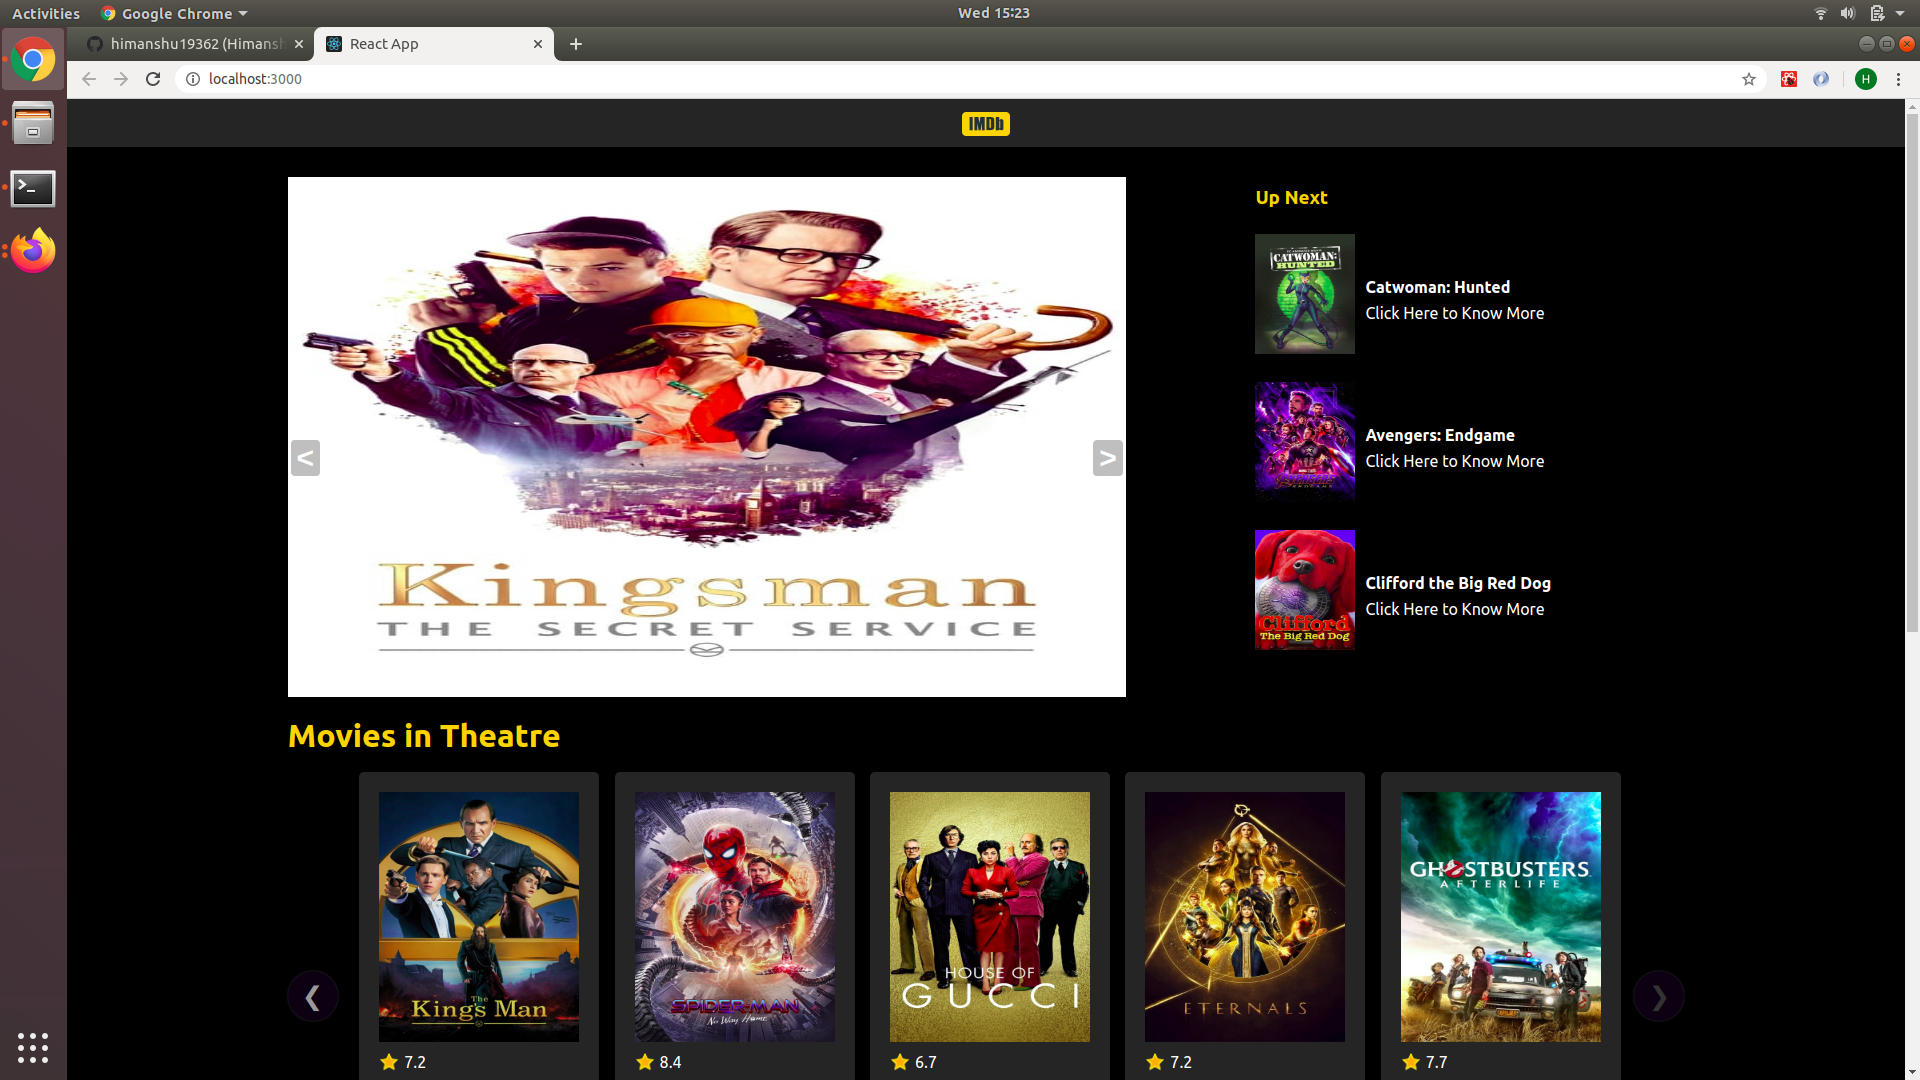 Activities
Google Chrome
Wed 15:23
himanshu19362 (Himansh
React App
localhost:3000
H
IMDb
Kingsman
THE SECRET SERVICE
<
>
Up Next
CATWOMAN:
HUNTED
Catwoman: Hunted
Click Here to Know More
Avengers: Endgame
Click Here to Know More
Clifford
The Big Red Dog
Clifford the Big Red Dog
Click Here to Know More
Movies in Theatre
The
King's Man
7.2
SPIDER-MAN
No Way Home
8.4
HOUSE OF
GUCCI
6.7
ETERNALS
7.2
GHOSTBUSTERS
AFTERLIFE
7.7